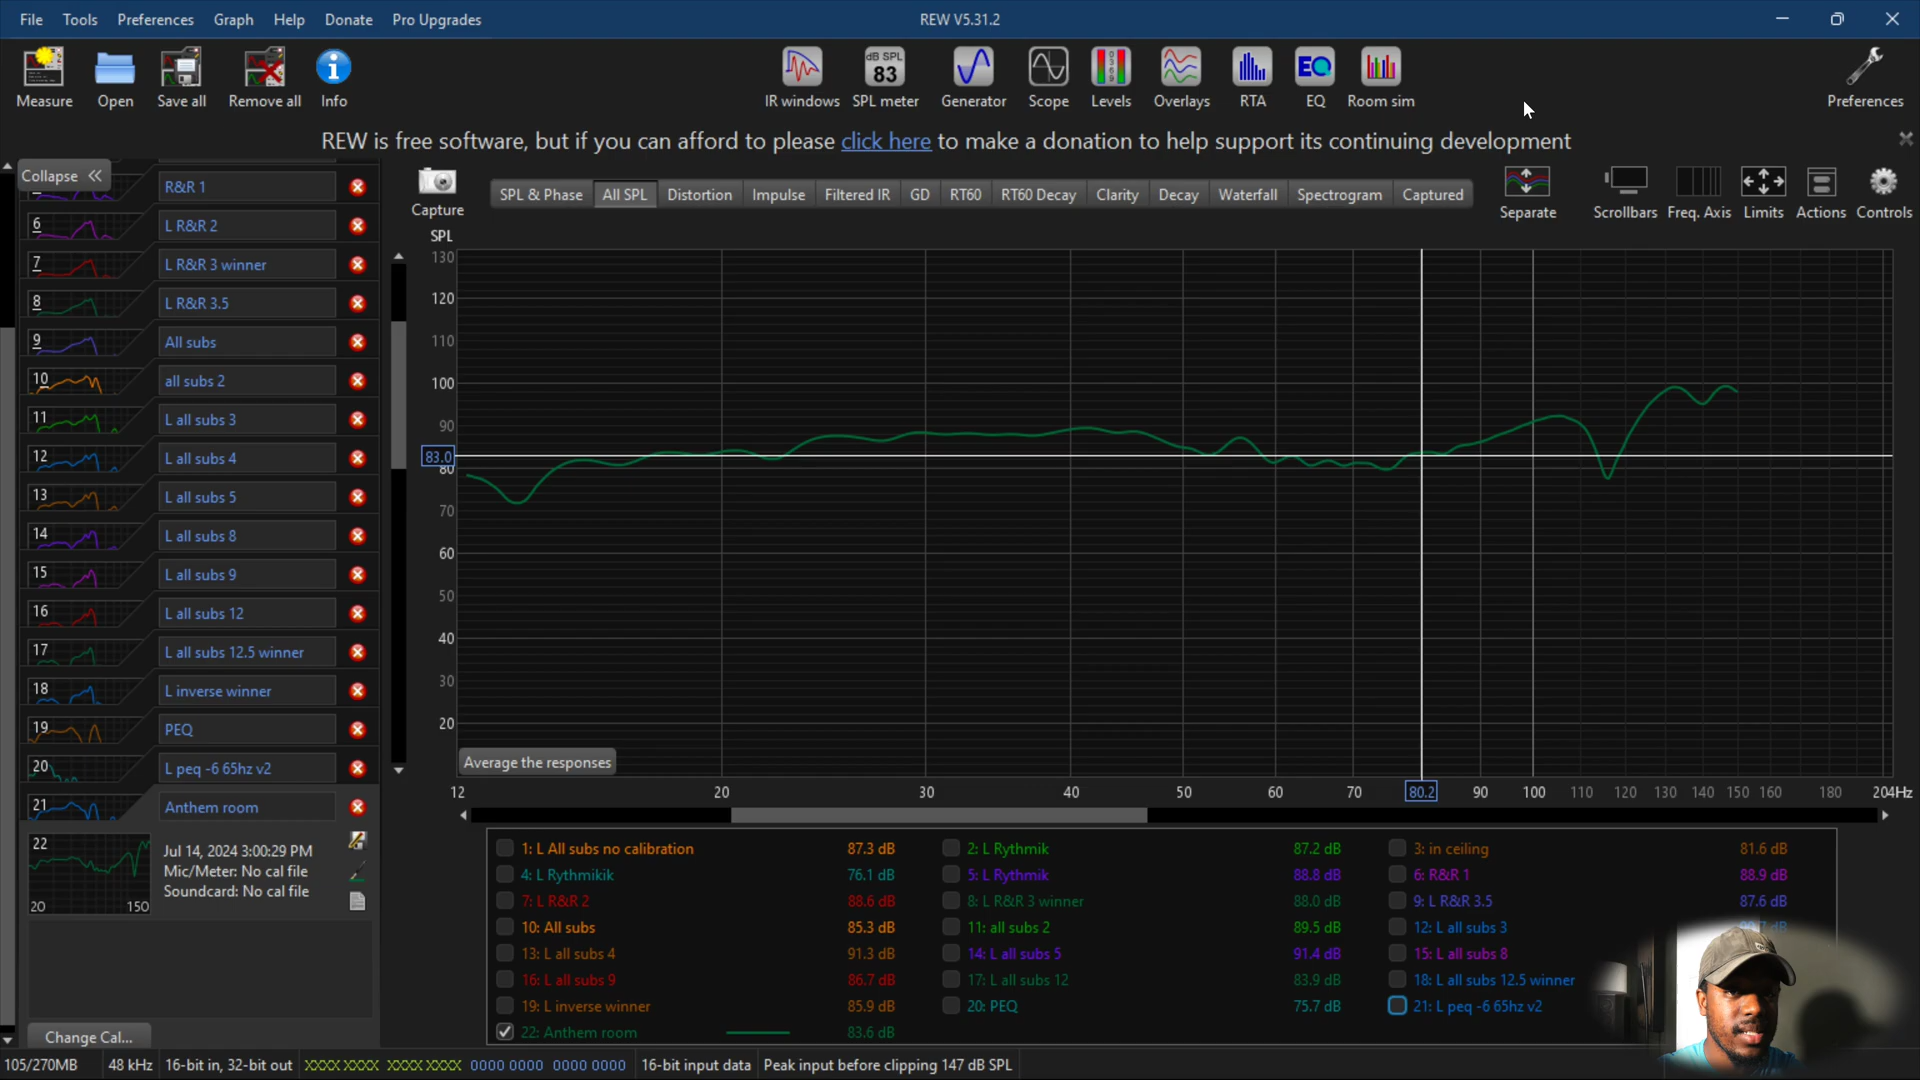 File Tools Preferences Graph Help Donate Pro Upgrades
REW V5.31.2
Measure Open Save all Remove all Info
dB SPL
83
EQ
IR windows SPL meter Generator Scope Levels Overlays RTA EQ Room sim
Preferences
REW is free software, but if you can afford to please click here to make a donation to help support its continuing development
Collapse
Capture
SPL & Phase All SPL Distortion Impulse Filtered IR GD RT60 RT60 Decay Clarity Decay Waterfall Spectrogram Captured
Separate Scrollbars Freq. Axis Limits Actions Controls
R&R 1
6 L R&R 2
7 L R&R 3 winner
8 L R&R 3.5
9 All subs
10 all subs 2
11 L all subs 3
12 L all subs 4
13 L all subs 5
14 L all subs 8
15 L all subs 9
16 L all subs 12
17 L all subs 12.5 winner
18 L inverse winner
19 PEQ
20 L peq -6 65hz v2
21 Anthem room
22
20 150
Jul 14, 2024 3:00:29 PM
Mic/Meter: No cal file
Soundcard: No cal file
Change Cal...
SPL
130
120
110
100
90
83.0
80
70
60
50
40
30
20
Average the responses
12 20 30 40 50 60 70 80.2 90 100 110 120 130 140 150 160 180 204Hz
1: L All subs no calibration 87.3 dB 2: L Rythmik 87.2 dB 3: in ceiling 81.6 dB
4: L Rythmikik 76.1 dB 5: L Rythmik 88.8 dB 6: R&R 1 88.9 dB
7: L R&R 2 88.6 dB 8: L R&R 3 winner 88.0 dB 9: L R&R 3.5 87.6 dB
10: All subs 85.3 dB 11: all subs 2 89.5 dB 12: L all subs 3
13: L all subs 4 91.3 dB 14: L all subs 5 91.4 dB 15: L all subs 8
16: L all subs 9 86.7 dB 17: L all subs 12 83.9 dB 18: L all subs 12.5 winner
19: L inverse winner 85.9 dB 20: PEQ 75.7 dB 21: L peq -6 65hz v2
22: Anthem room 83.6 dB
105/270MB 48 kHz 16-bit in, 32-bit out XXXX XXXX XXXX XXXX 0000 0000 0000 0000 16-bit input data Peak input before clipping 147 dB SPL